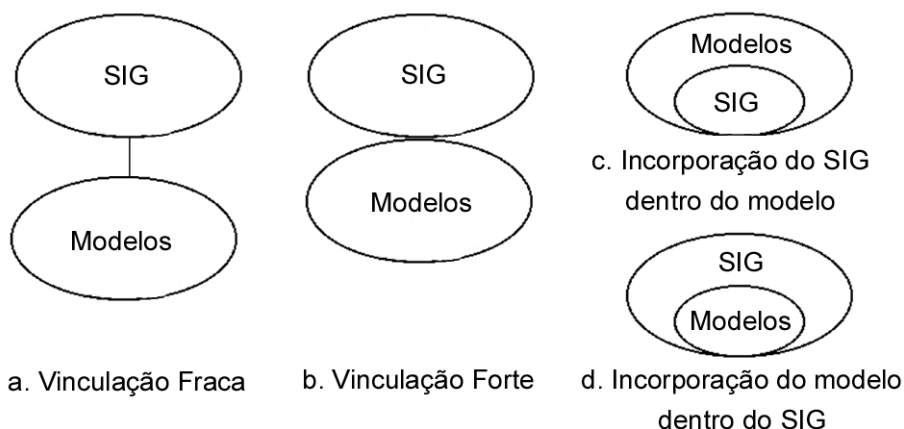 SIG
Modelos
a. Vinculação Fraca
SIG
Modelos
b. Vinculação Forte
Modelos
SIG
c. Incorporação do SIG
dentro do modelo
SIG
Modelos
d. Incorporação do modelo
dentro do SIG